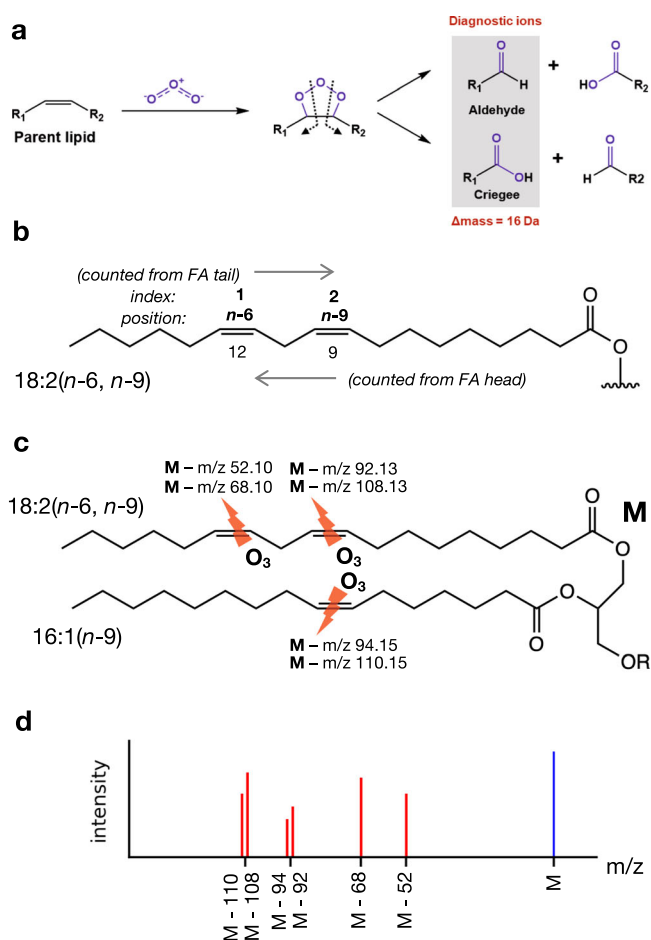 a
Diagnostic ions
O
H
R1
Aldehyde
+
O
HO
R2
R1
R2
Parent lipid
O+
-O
O-
O
O
O
R1
R2
O
R1
OH
Criegee
+
O
H
R2
Δmass = 16 Da
b
(counted from FA tail)
index: 1 2
position: n-6 n-9
12 9
O
O
18:2(n-6, n-9)
(counted from FA head)
c
M – m/z 52.10 M – m/z 92.13
M – m/z 68.10 M – m/z 108.13
18:2(n-6, n-9)
O
M
O
O3 O3
O3
O
16:1(n-9)
O
OR
M – m/z 94.15
M – m/z 110.15
d
intensity
m/z
M - 110
M - 108
M - 94
M - 92
M - 68
M - 52
M